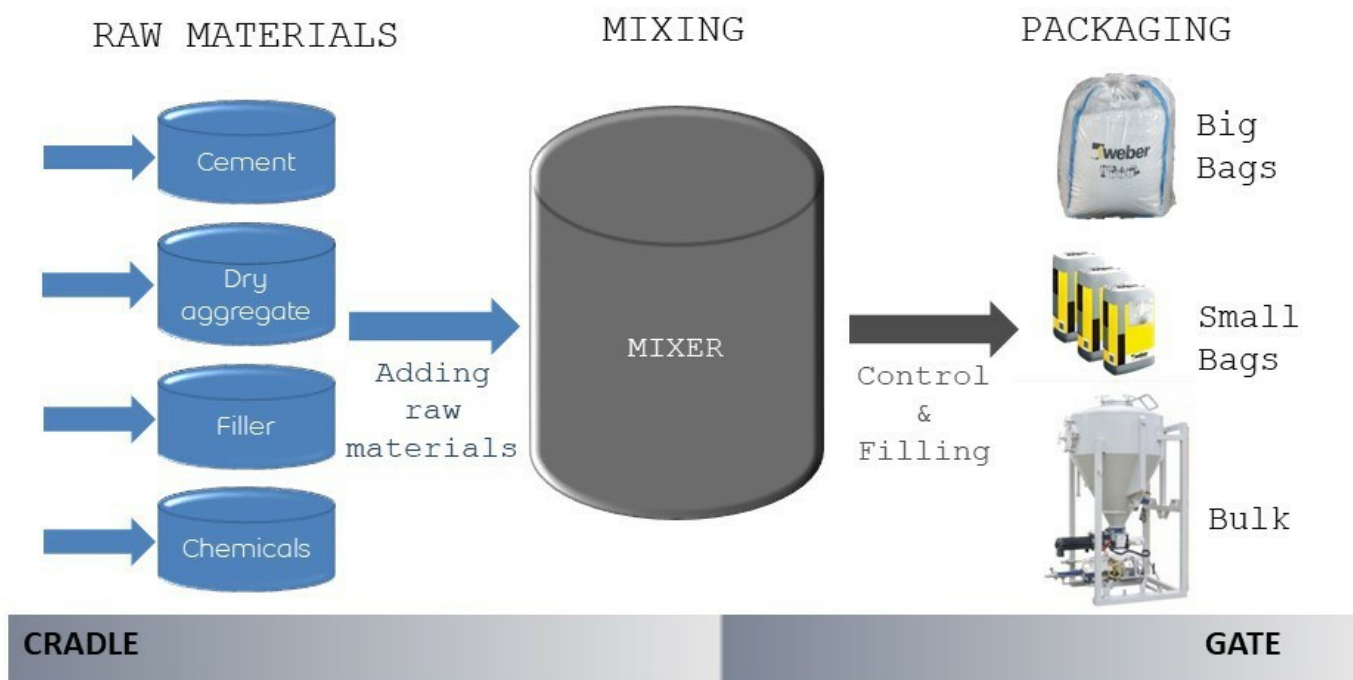 RAW MATERIALS
MIXING
PACKAGING
Cement
Dry
aggregate
Filler
Chemicals
Adding
raw
materials
MIXER
Control
&
Filling
weber
Big
Bags
Small
Bags
Bulk
CRADLE
GATE